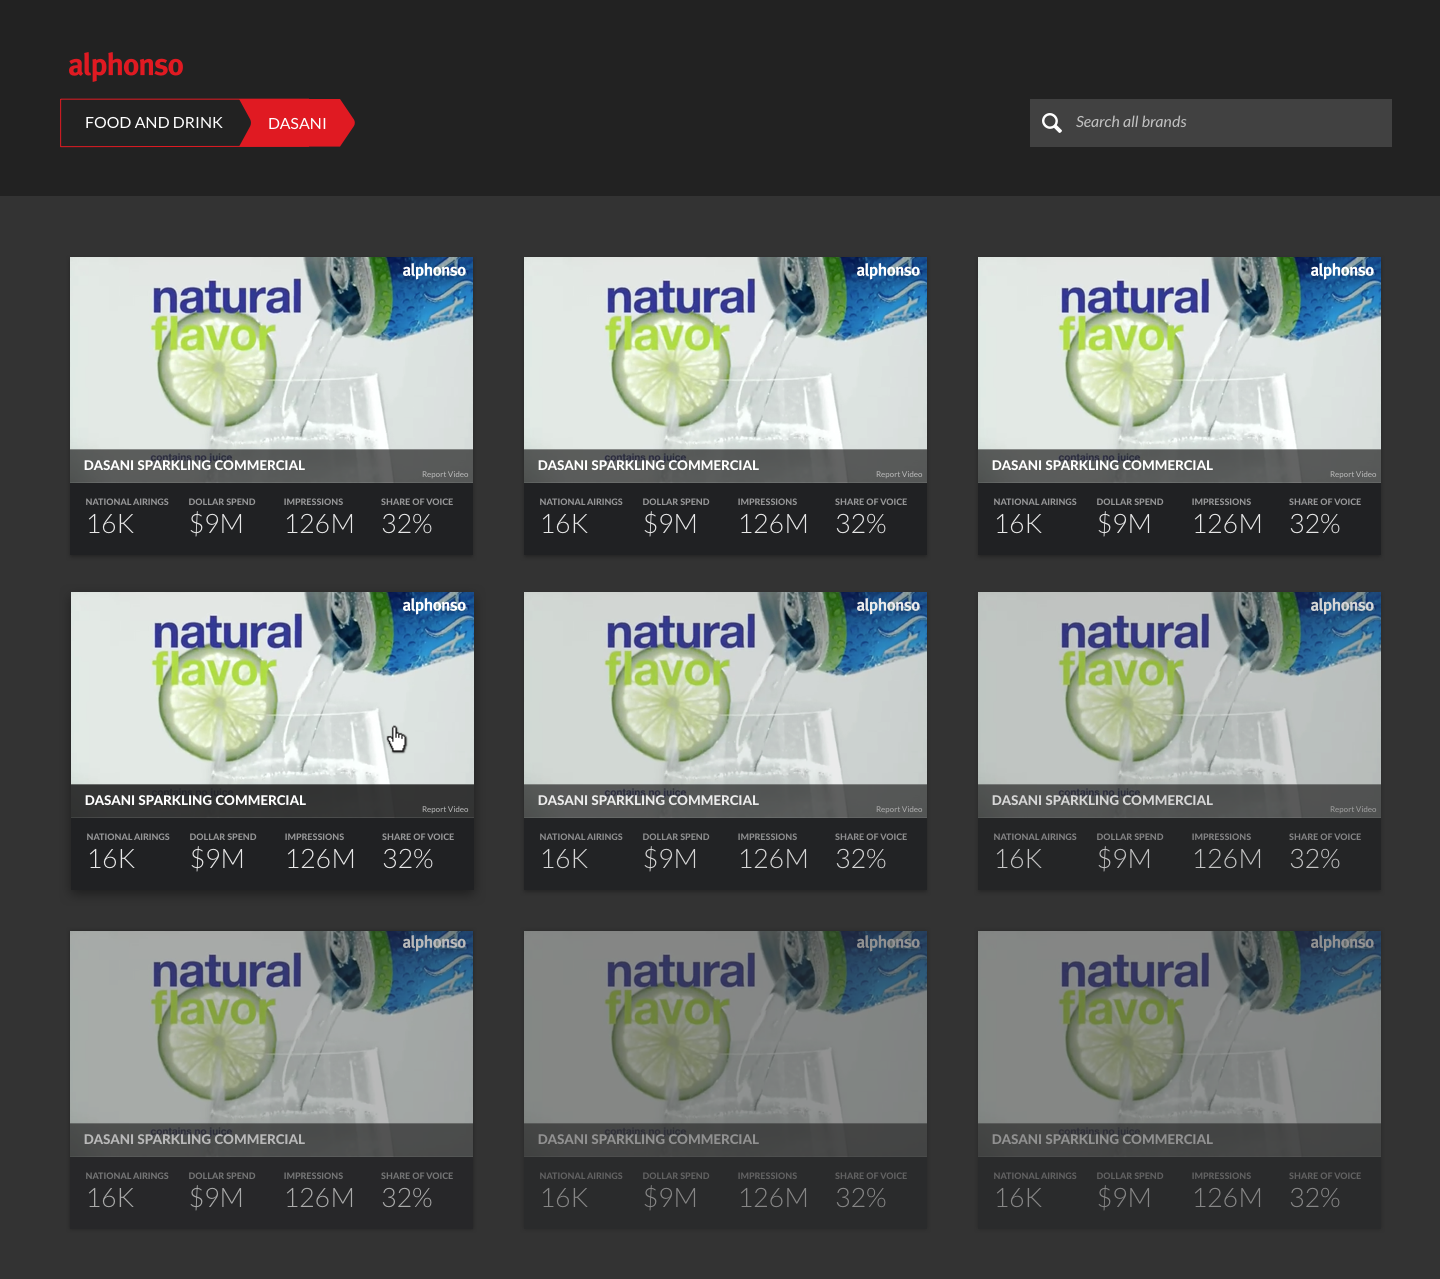 alphonso
FOOD AND DRINK
DASANI
Search all brands
alphonso
natural
flavor
contains no juice
DASANI SPARKLING COMMERCIAL
Report Video
NATIONAL AIRINGS DOLLAR SPEND IMPRESSIONS SHARE OF VOICE
16K $9M 126M 32%
alphonso
natural
flavor
contains no juice
DASANI SPARKLING COMMERCIAL
Report Video
NATIONAL AIRINGS DOLLAR SPEND IMPRESSIONS SHARE OF VOICE
16K $9M 126M 32%
alphonso
natural
flavor
contains no juice
DASANI SPARKLING COMMERCIAL
Report Video
NATIONAL AIRINGS DOLLAR SPEND IMPRESSIONS SHARE OF VOICE
16K $9M 126M 32%
alphonso
natural
flavor
contains no juice
DASANI SPARKLING COMMERCIAL
Report Video
NATIONAL AIRINGS DOLLAR SPEND IMPRESSIONS SHARE OF VOICE
16K $9M 126M 32%
alphonso
natural
flavor
contains no juice
DASANI SPARKLING COMMERCIAL
Report Video
NATIONAL AIRINGS DOLLAR SPEND IMPRESSIONS SHARE OF VOICE
16K $9M 126M 32%
alphonso
natural
flavor
contains no juice
DASANI SPARKLING COMMERCIAL
Report Video
NATIONAL AIRINGS DOLLAR SPEND IMPRESSIONS SHARE OF VOICE
16K $9M 126M 32%
alphonso
natural
flavor
contains no juice
DASANI SPARKLING COMMERCIAL
NATIONAL AIRINGS DOLLAR SPEND IMPRESSIONS SHARE OF VOICE
16K $9M 126M 32%
alphonso
natural
flavor
contains no juice
DASANI SPARKLING COMMERCIAL
NATIONAL AIRINGS DOLLAR SPEND IMPRESSIONS SHARE OF VOICE
16K $9M 126M 32%
alphonso
natural
flavor
contains no juice
DASANI SPARKLING COMMERCIAL
NATIONAL AIRINGS DOLLAR SPEND IMPRESSIONS SHARE OF VOICE
16K $9M 126M 32%